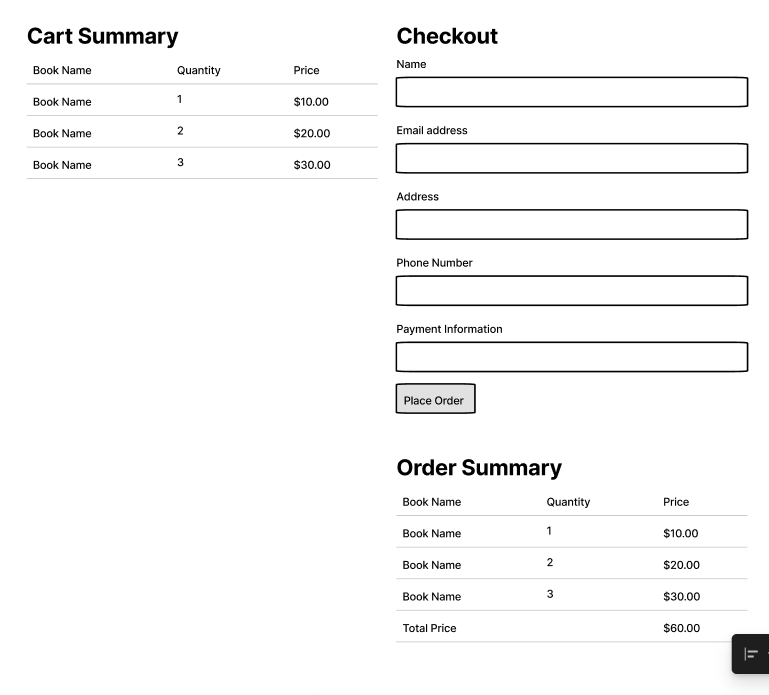 Cart Summary
Book Name Quantity Price
Book Name 1 $10.00
Book Name 2 $20.00
Book Name 3 $30.00
Checkout
Name
Email address
Address
Phone Number
Payment Information
Place Order
Order Summary
Book Name Quantity Price
Book Name 1 $10.00
Book Name 2 $20.00
Book Name 3 $30.00
Total Price $60.00